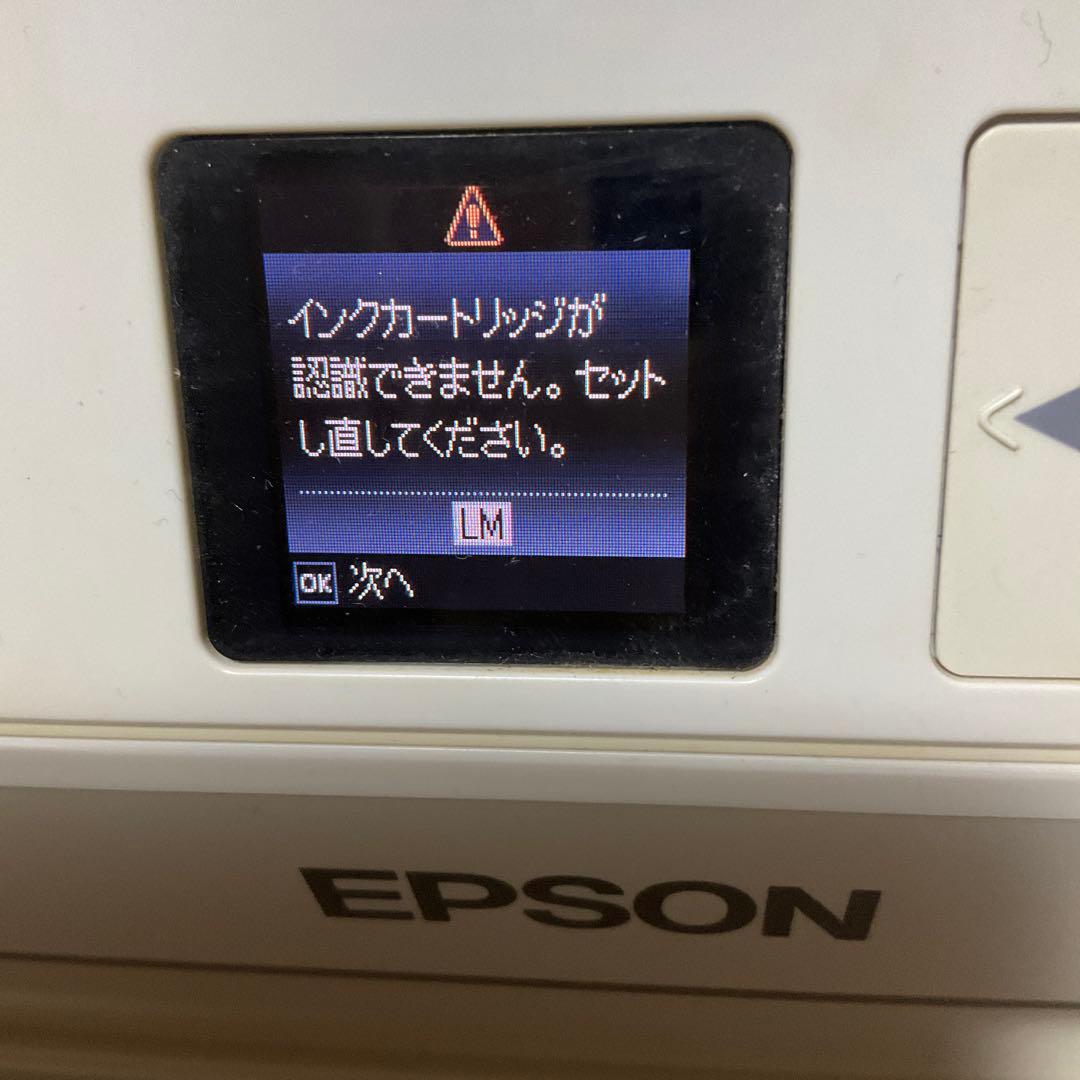 インクカートリッジが
認識できません。セット
し直してください。
LM
OK 次へ
EPSON